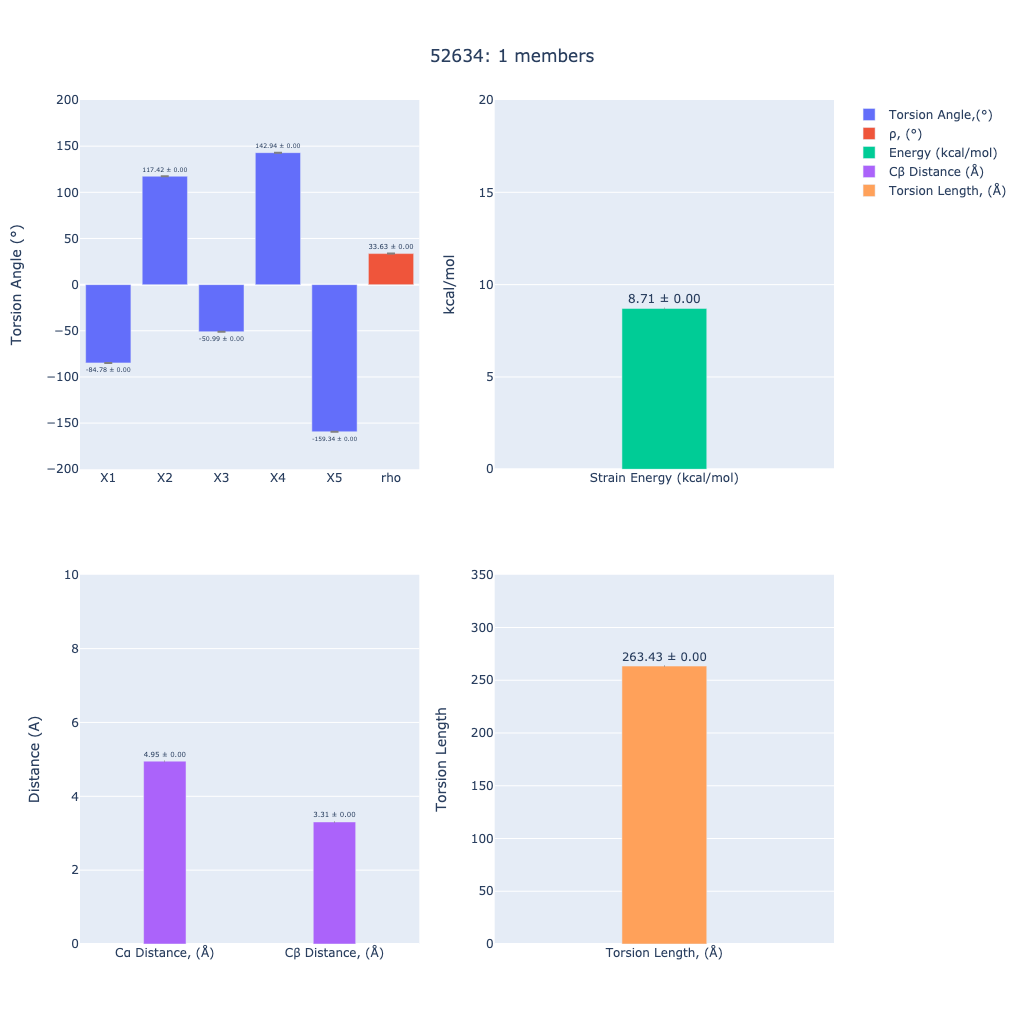 52634: 1 members
Torsion Angle (°)
200
150
100
50
0
−50
−100
−150
−200
-84.78 ± 0.00
117.42 ± 0.00
-50.99 ± 0.00
142.94 ± 0.00
-159.34 ± 0.00
33.63 ± 0.00
X1 X2 X3 X4 X5 rho
kcal/mol
20
15
10
5
0
8.71 ± 0.00
Strain Energy (kcal/mol)
Torsion Angle,(°)
ρ, (°)
Energy (kcal/mol)
Cβ Distance (Å)
Torsion Length, (Å)
Distance (A)
10
8
6
4
2
0
4.95 ± 0.00
3.31 ± 0.00
Cα Distance, (Å) Cβ Distance, (Å)
Torsion Length
350
300
250
200
150
100
50
0
263.43 ± 0.00
Torsion Length, (Å)